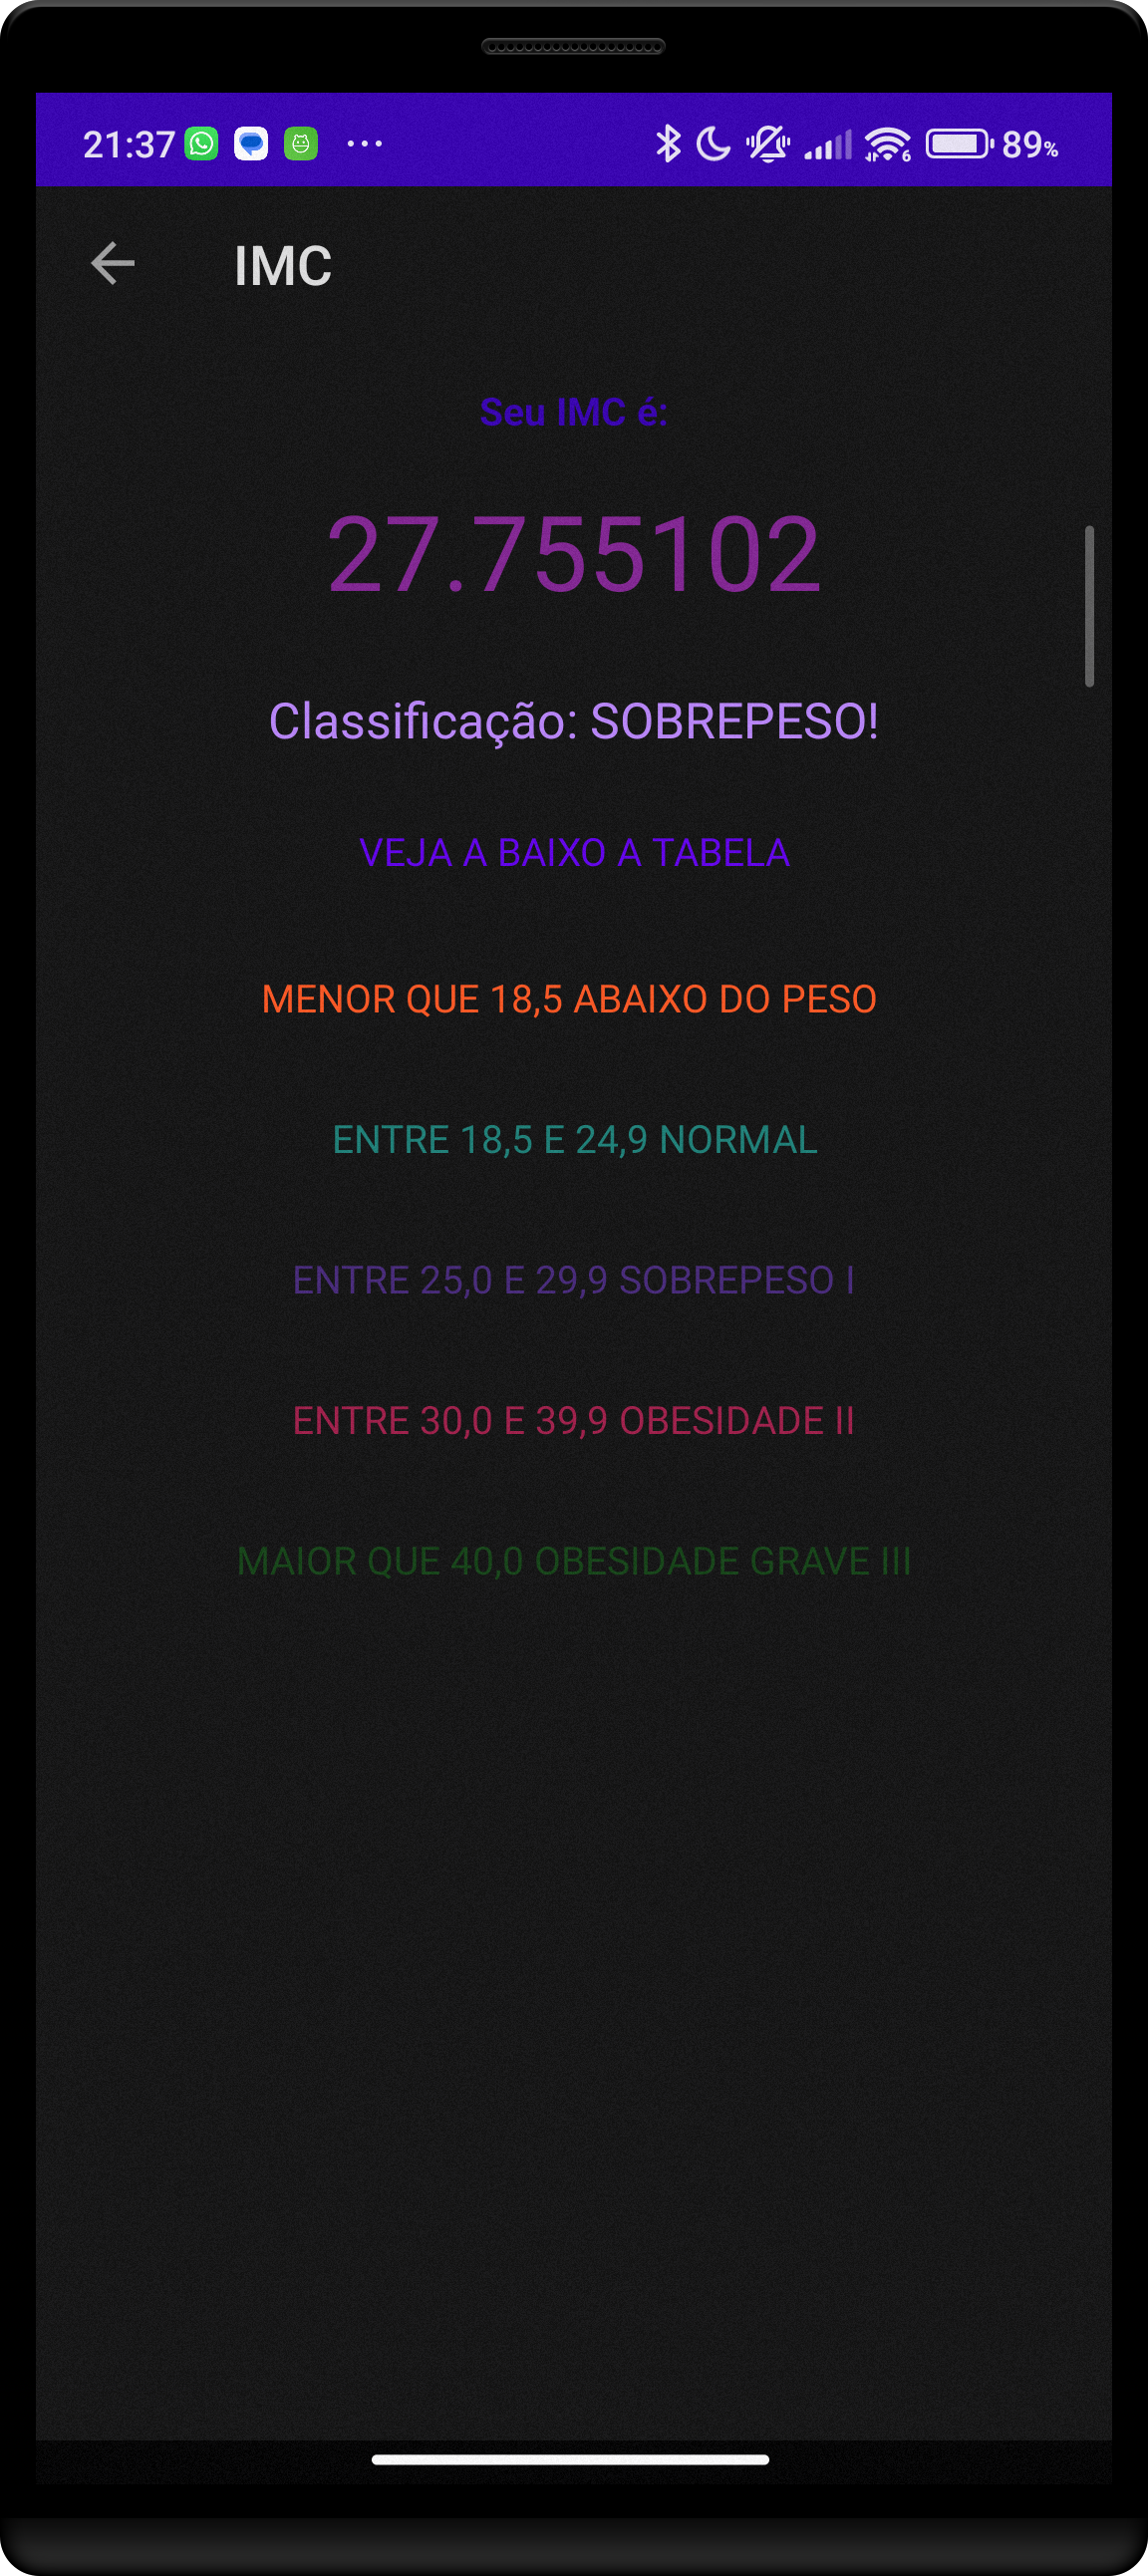 21:37 ... 6 89%
IMC
Seu IMC é:
27.755102
Classificação: SOBREPESO!
VEJA A BAIXO A TABELA
MENOR QUE 18,5 ABAIXO DO PESO
ENTRE 18,5 E 24,9 NORMAL
ENTRE 25,0 E 29,9 SOBREPESO I
ENTRE 30,0 E 39,9 OBESIDADE II
MAIOR QUE 40,0 OBESIDADE GRAVE III